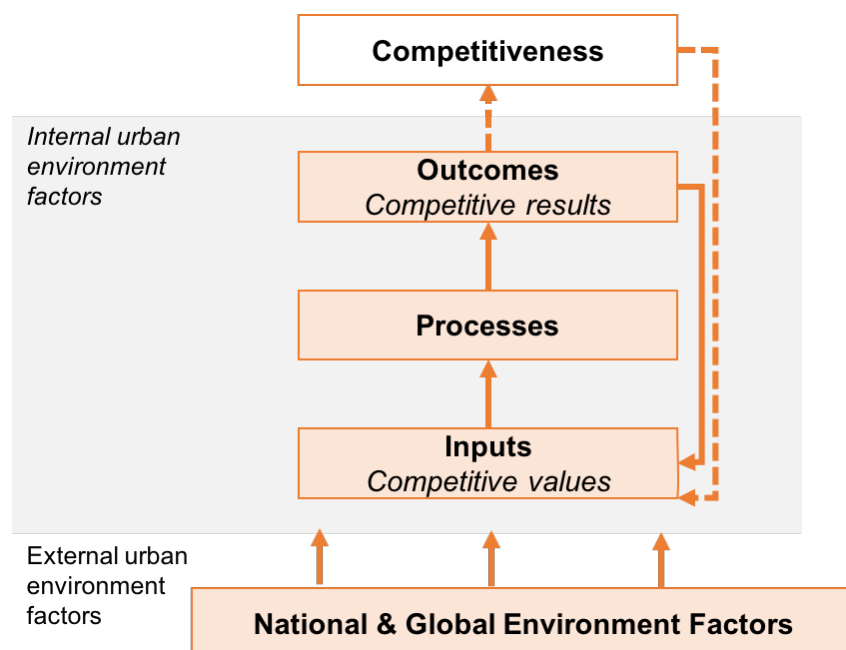 Competitiveness
Internal urban
environment
factors
Outcomes
Competitive results
Processes
Inputs
Competitive values
External urban
environment
factors
National & Global Environment Factors